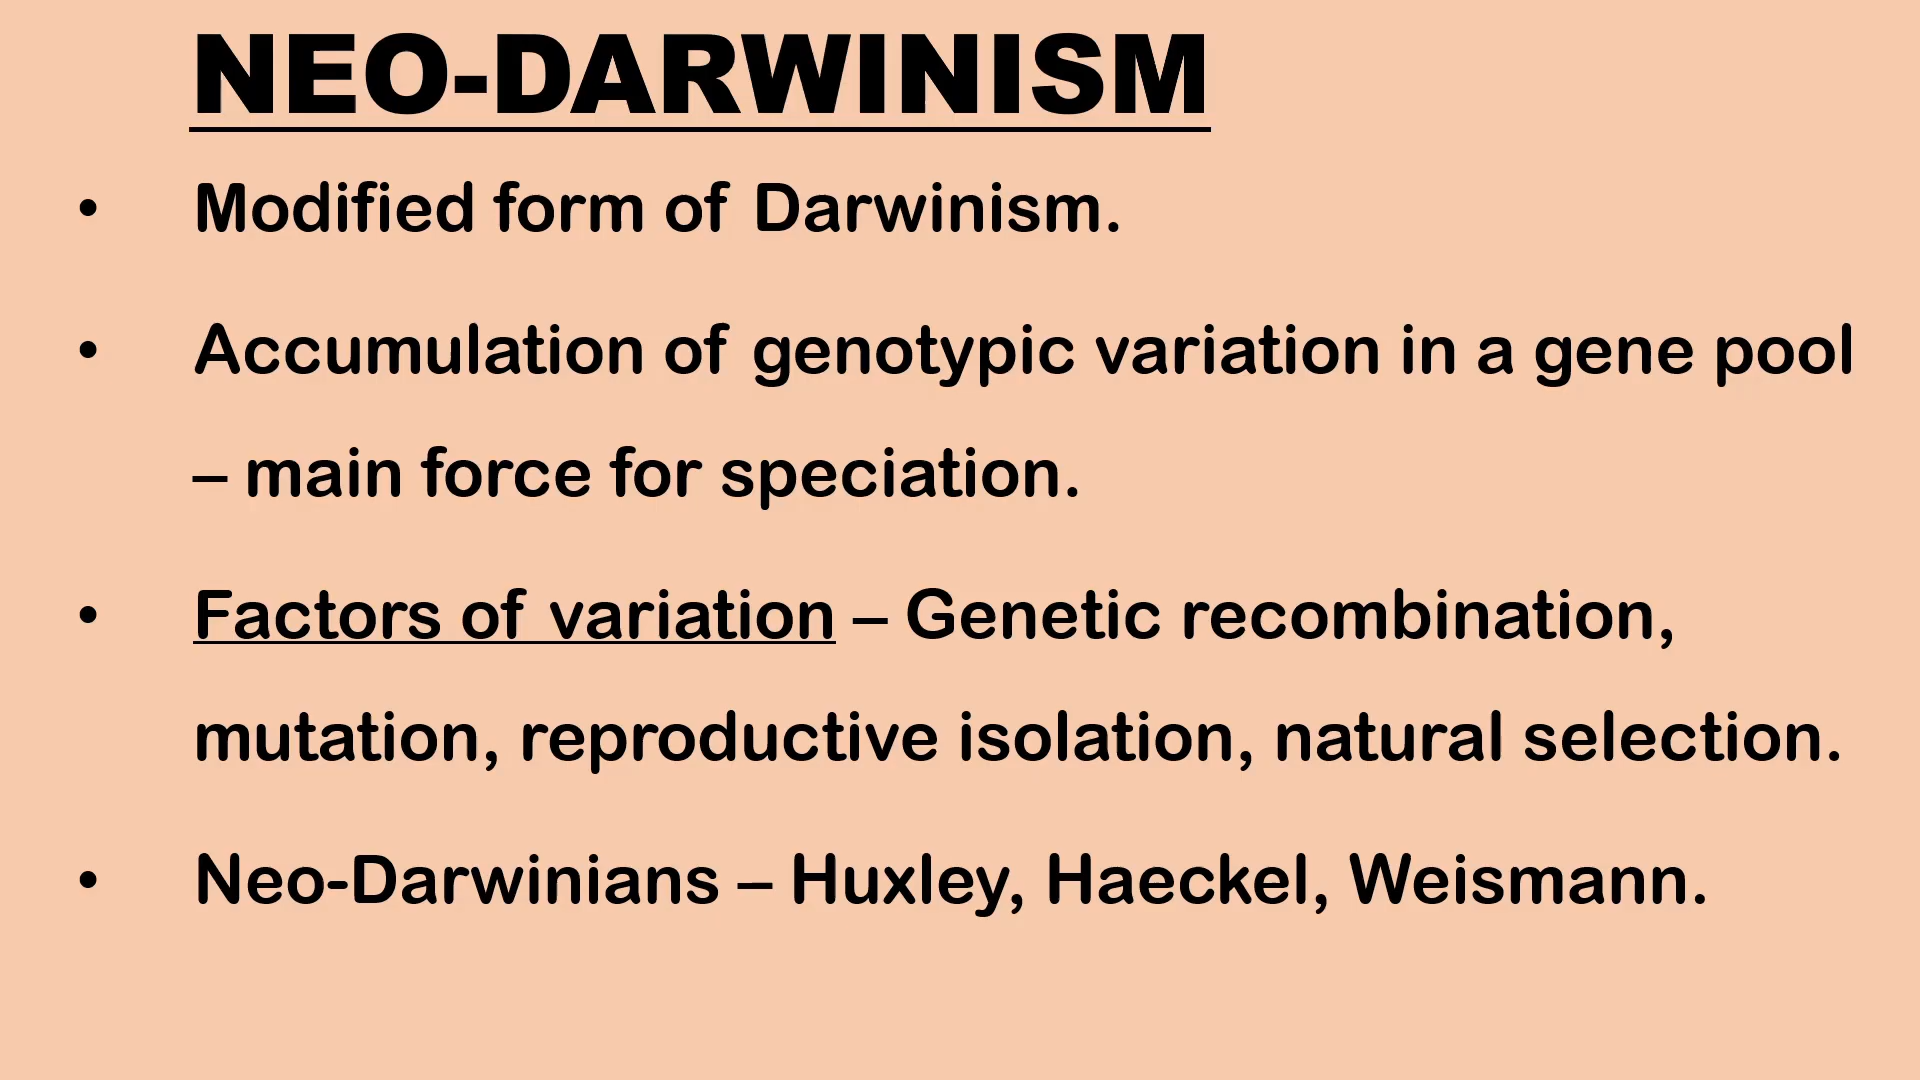 NEO-DARWINISM
• Modified form of Darwinism.
• Accumulation of genotypic variation in a gene pool
– main force for speciation.
• Factors of variation – Genetic recombination,
mutation, reproductive isolation, natural selection.
• Neo-Darwinians – Huxley, Haeckel, Weismann.